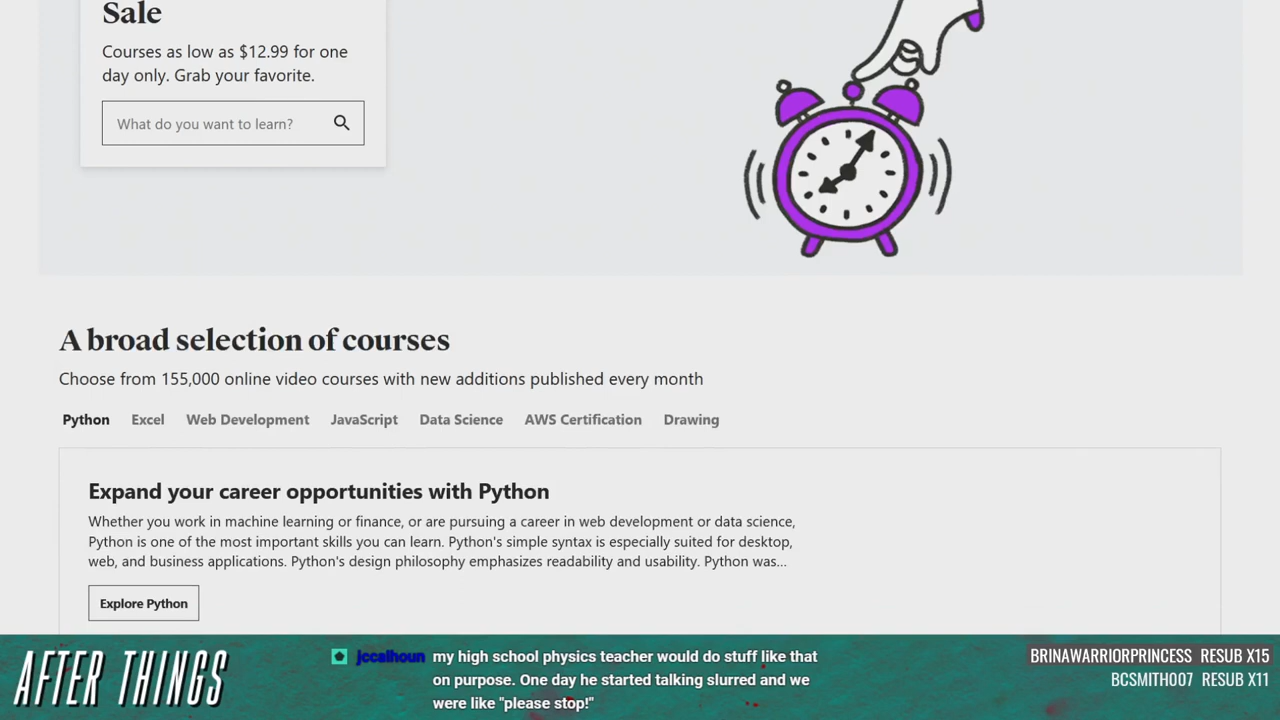 Sale
Courses as low as $12.99 for one
day only. Grab your favorite.
What do you want to learn?
A broad selection of courses
Choose from 155,000 online video courses with new additions published every month
Python Excel Web Development JavaScript Data Science AWS Certification Drawing
Expand your career opportunities with Python
Whether you work in machine learning or finance, or are pursuing a career in web development or data science,
Python is one of the most important skills you can learn. Python's simple syntax is especially suited for desktop,
web, and business applications. Python's design philosophy emphasizes readability and usability. Python was...
Explore Python
AFTER THINGS
jccalhoun my high school physics teacher would do stuff like that
on purpose. One day he started talking slurred and we
were like "please stop!"
BRINAWARRIORPRINCESS RESUB X15
BCSMITH007 RESUB X11